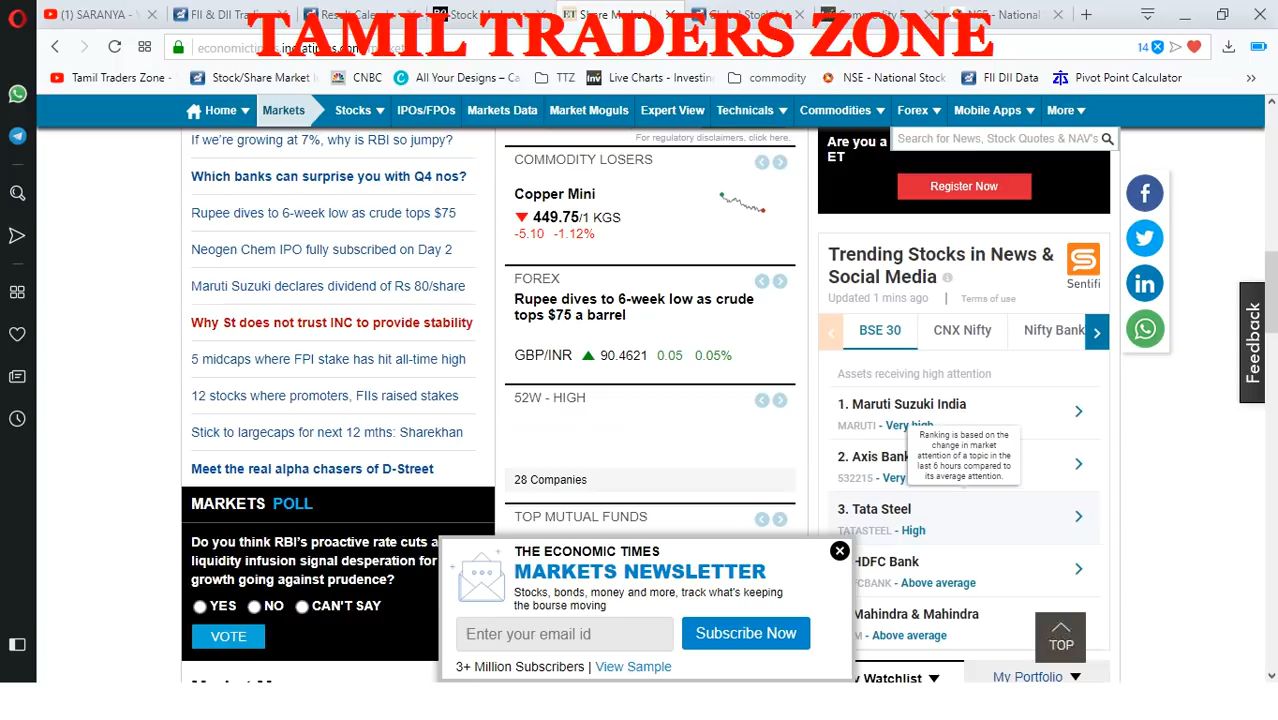 (1) SARANYA - V
FII & DII Tradin
Result Calenda
Stock Market
Share Market
Global Stock M
Commodity Fu
NSE - National
TAMIL TRADERS ZONE
14
Tamil Traders Zone -
Stock/Share Market I
CNBC
All Your Designs – Ca
TTZ
Live Charts - Investin
commodity
NSE - National Stock
FII DII Data
Pivot Point Calculator
Home
Markets
Stocks
IPOs/FPOs
Markets Data
Market Moguls
Expert View
Technicals
Commodities
Forex
Mobile Apps
More
If we're growing at 7%, why is RBI so jumpy?
Which banks can surprise you with Q4 nos?
Rupee dives to 6-week low as crude tops $75
Neogen Chem IPO fully subscribed on Day 2
Maruti Suzuki declares dividend of Rs 80/share
Why St does not trust INC to provide stability
5 midcaps where FPI stake has hit all-time high
12 stocks where promoters, FIIs raised stakes
Stick to largecaps for next 12 mths: Sharekhan
Meet the real alpha chasers of D-Street
MARKETS POLL
Do you think RBI's proactive rate cuts a
liquidity infusion signal desperation for
growth going against prudence?
YES NO CAN'T SAY
VOTE
For regulatory disclaimers, click here.
COMMODITY LOSERS
Copper Mini
449.75/1 KGS
-5.10 -1.12%
FOREX
Rupee dives to 6-week low as crude
tops $75 a barrel
GBP/INR 90.4621 0.05 0.05%
52W - HIGH
28 Companies
TOP MUTUAL FUNDS
THE ECONOMIC TIMES
MARKETS NEWSLETTER
Stocks, bonds, money and more, track what's keeping
the bourse moving
Enter your email id
Subscribe Now
3+ Million Subscribers | View Sample
Are you a
ET
Search for News, Stock Quotes & NAV's
Register Now
Trending Stocks in News &
Social Media
Sentifi
Updated 1 mins ago | Terms of use
BSE 30
CNX Nifty
Nifty Bank
Assets receiving high attention
1. Maruti Suzuki India
MARUTI - Very high
2. Axis Bank
532215 - Very
Ranking is based on the
change in market
attention of a topic in the
last 6 hours compared to
its average attention.
3. Tata Steel
TATASTEEL - High
HDFC Bank
FCBANK - Above average
Mahindra & Mahindra
M - Above average
TOP
Watchlist
My Portfolio
Feedback